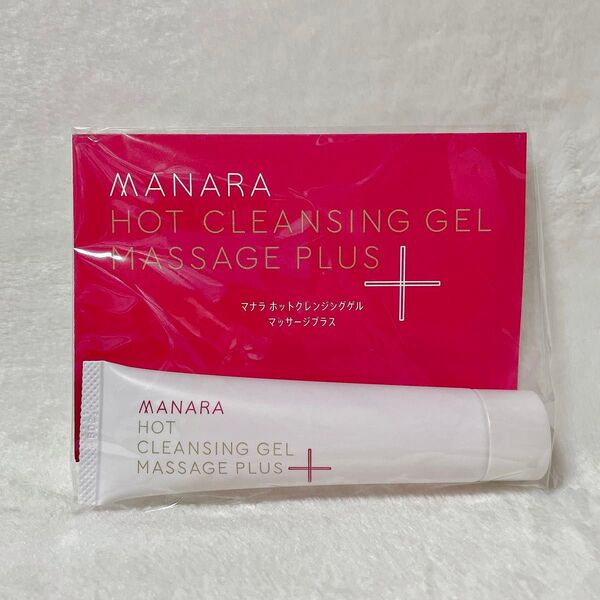 MANARA
HOT CLEANSING GEL
MASSAGE PLUS
マナラ ホットクレンジングゲル
マッサージプラス
MANARA
HOT
CLEANSING GEL
MASSAGE PLUS